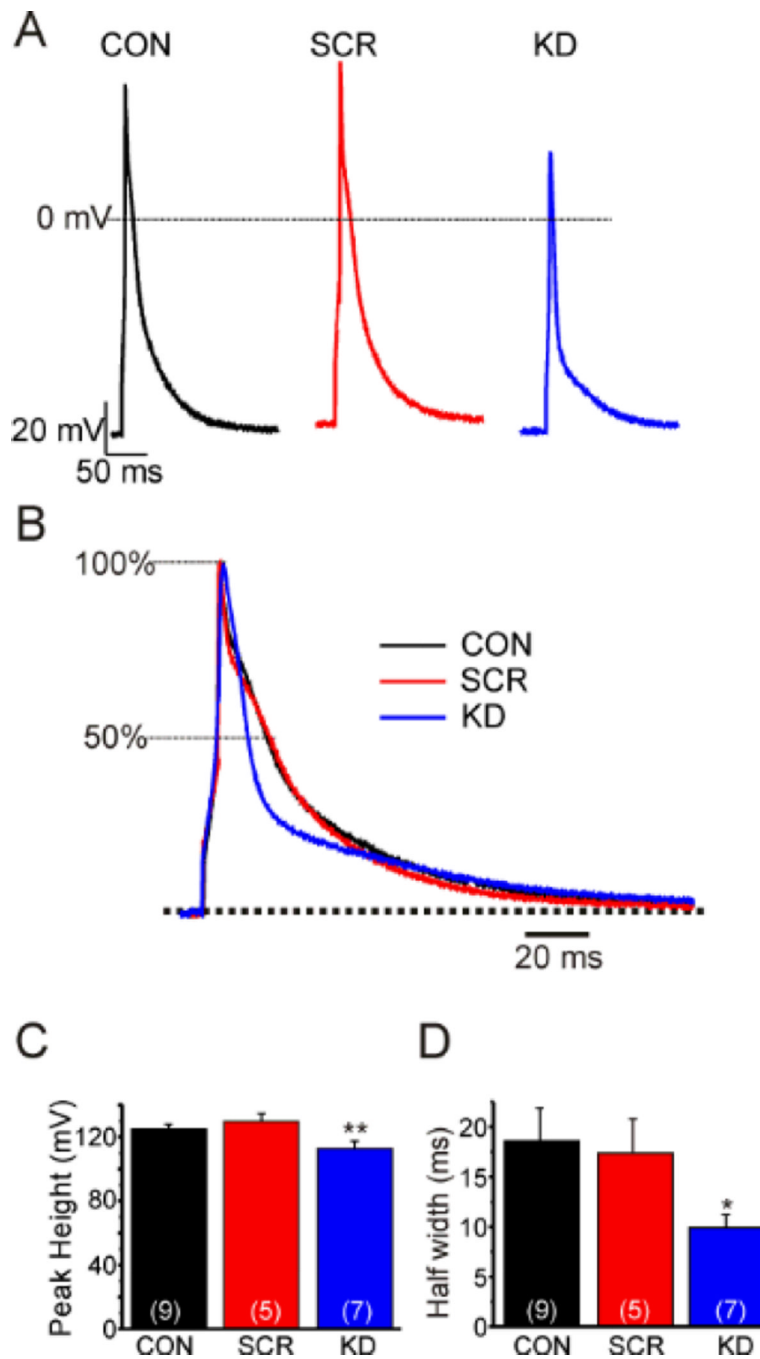 A
CON SCR KD
0 mV
20 mV
50 ms
B
100%
CON
SCR
KD
50%
20 ms
C
Peak Height (mV)
120
80
40
0
**
(9) (5) (7)
CON SCR KD
D
Half width (ms)
20
15
10
5
0
*
(9) (5) (7)
CON SCR KD